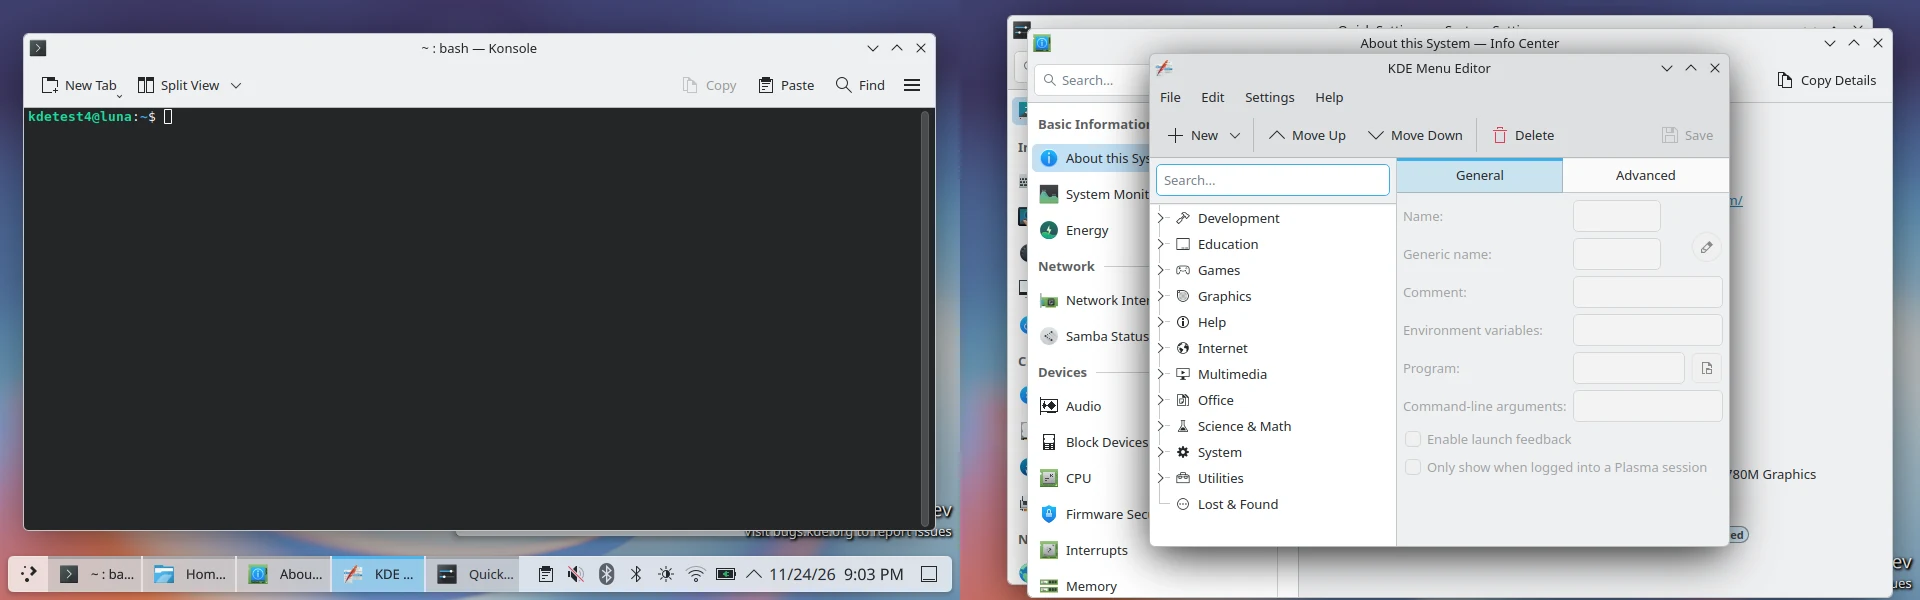 ~ : bash — Konsole
New Tab
Split View
Copy
Paste
Find
kdetest4@luna:~$
ev
visit bugs.kde.org to report issues
~ : ba...
Hom...
Abou...
KDE ...
Quick...
11/24/26 9:03 PM
About this System — Info Center
Search...
Copy Details
Basic Information
About this Sys
System Monit
Energy
Network
Network Inter
Samba Status
Devices
Audio
Block Devices
CPU
Firmware Sec
Interrupts
Memory
m/
780M Graphics
ed
ev
ues
KDE Menu Editor
File
Edit
Settings
Help
New
Move Up
Move Down
Delete
Save
Search...
Development
Education
Games
Graphics
Help
Internet
Multimedia
Office
Science & Math
System
Utilities
Lost & Found
General
Advanced
Name:
Generic name:
Comment:
Environment variables:
Program:
Command-line arguments:
Enable launch feedback
Only show when logged into a Plasma session